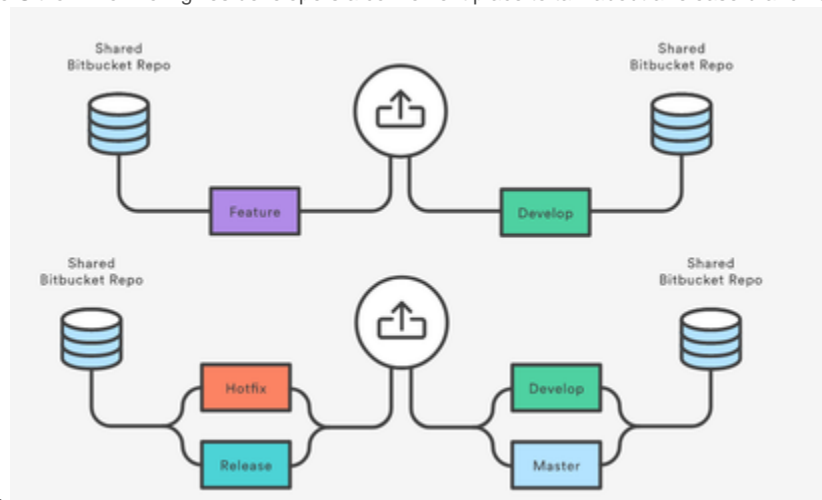 Shared
Bitbucket Repo
Shared
Bitbucket Repo
Feature
Develop
Shared
Bitbucket Repo
Shared
Bitbucket Repo
Hotfix
Develop
Release
Master